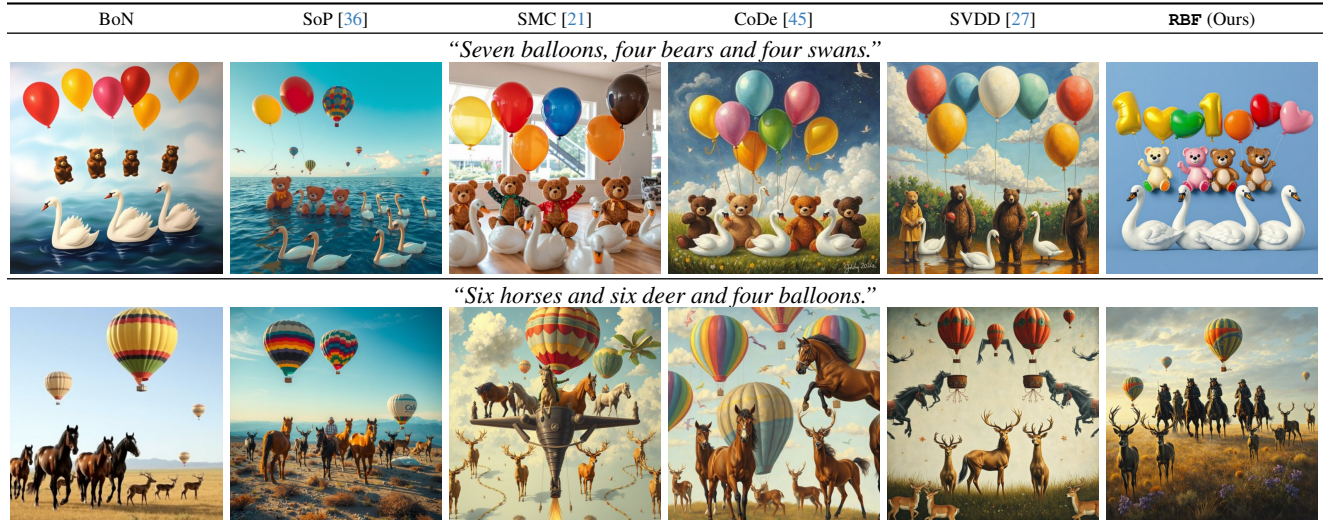 BoN SoP [36] SMC [21] CoDe [45] SVDD [27] RBF (Ours)
“Seven balloons, four bears and four swans.”
“Six horses and six deer and four balloons.”